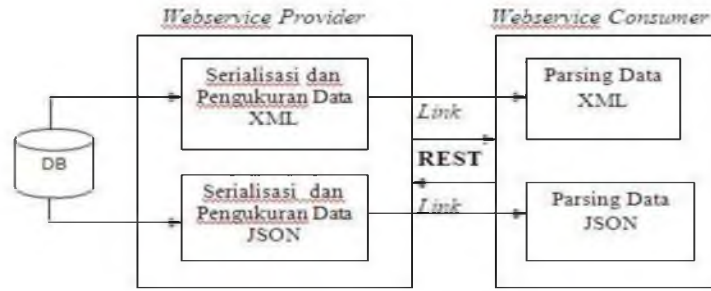 Webservice Provider
Webservice Consumer
Serialisasi dan
Pengukuran Data
XML
Parsing Data
XML
Link
DB
REST
Serialisasi dan
Pengukuran Data
JSON
Link
Parsing Data
JSON